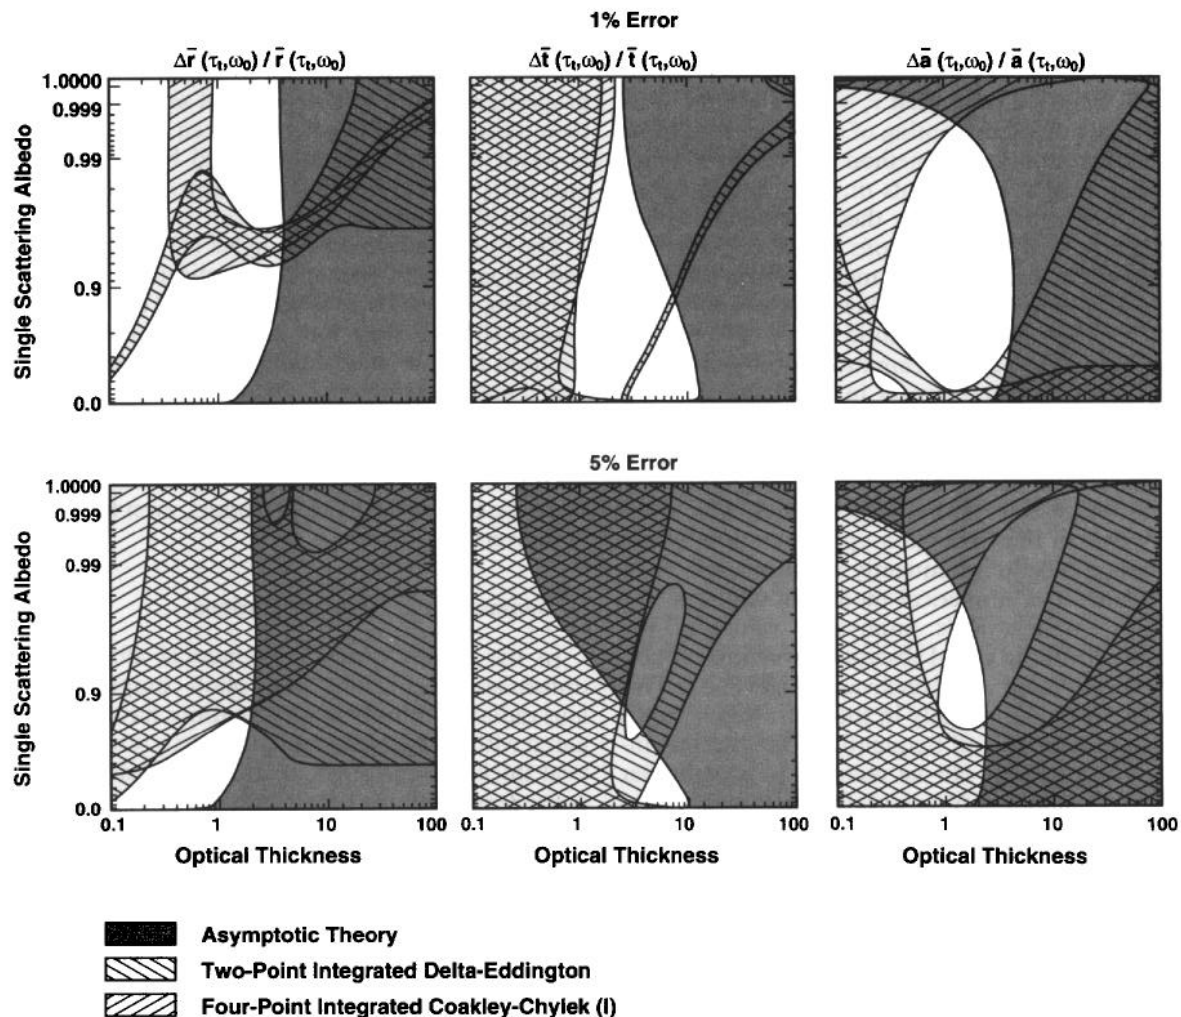 1% Error
Δr̄ (τₜ,ω₀) / r̄ (τₜ,ω₀)
Δt̄ (τₜ,ω₀) / t̄ (τₜ,ω₀)
Δā (τₜ,ω₀) / ā (τₜ,ω₀)
Single Scattering Albedo
1.0000
0.999
0.99
0.9
0.0
5% Error
Single Scattering Albedo
1.0000
0.999
0.99
0.9
0.0
0.1 1 10 100
0.1 1 10 100
0.1 1 10 100
Optical Thickness
Optical Thickness
Optical Thickness
Asymptotic Theory
Two-Point Integrated Delta-Eddington
Four-Point Integrated Coakley-Chylek (I)